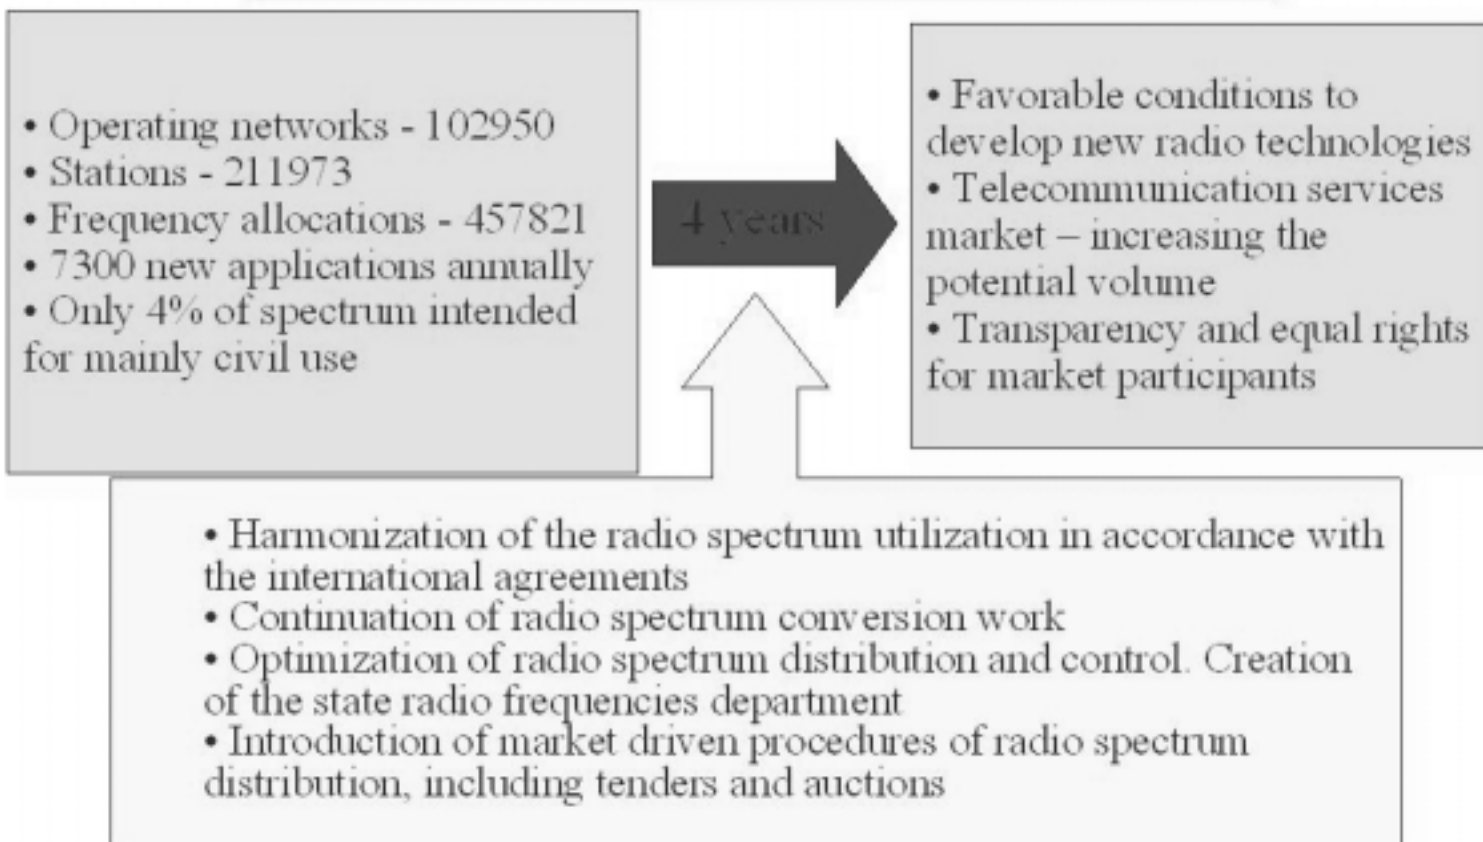 • Operating networks - 102950
• Stations - 211973
• Frequency allocations - 457821
• 7300 new applications annually
• Only 4% of spectrum intended
for mainly civil use
4 years
• Favorable conditions to
develop new radio technologies
• Telecommunication services
market – increasing the
potential volume
• Transparency and equal rights
for market participants
• Harmonization of the radio spectrum utilization in accordance with
the international agreements
• Continuation of radio spectrum conversion work
• Optimization of radio spectrum distribution and control. Creation
of the state radio frequencies department
• Introduction of market driven procedures of radio spectrum
distribution, including tenders and auctions